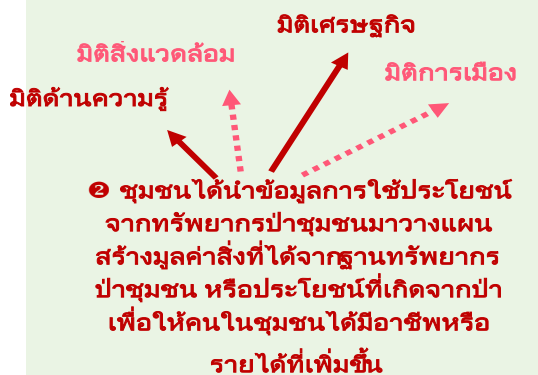 มิติเศรษฐกิจ
มิติสิ่งแวดล้อม
มิติการเมือง
มิติด้านความรู้
❷ ชุมชนได้นำข้อมูลการใช้ประโยชน์
จากทรัพยากรป่าชุมชนมาวางแผน
สร้างมูลค่าสิ่งที่ได้จากฐานทรัพยากร
ป่าชุมชน หรือประโยชน์ที่เกิดจากป่า
เพื่อให้คนในชุมชนได้มีอาชีพหรือ
รายได้ที่เพิ่มขึ้น